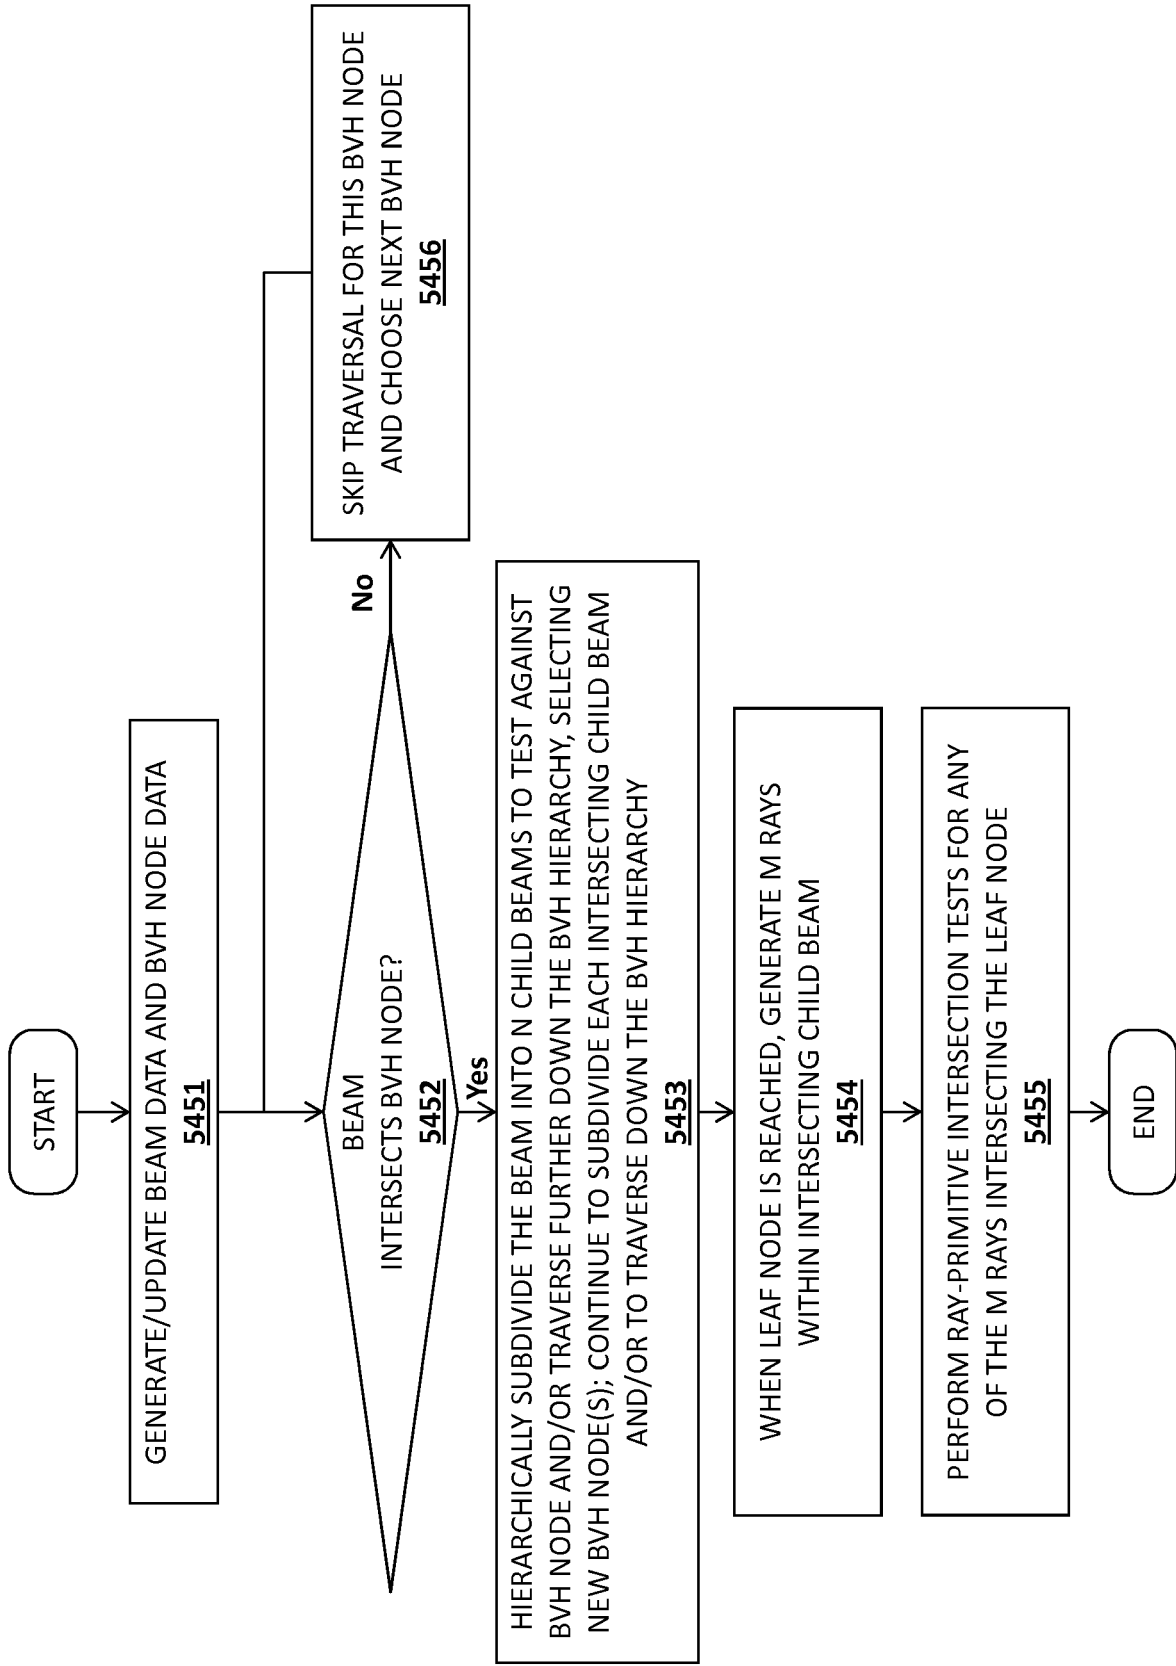 START
GENERATE/UPDATE BEAM DATA AND BVH NODE DATA
5451
BEAM
INTERSECTS BVH NODE?
5452
No
SKIP TRAVERSAL FOR THIS BVH NODE
AND CHOOSE NEXT BVH NODE
5456
Yes
HIERARCHICALLY SUBDIVIDE THE BEAM INTO N CHILD BEAMS TO TEST AGAINST
BVH NODE AND/OR TRAVERSE FURTHER DOWN THE BVH HIERARCHY, SELECTING
NEW BVH NODE(S); CONTINUE TO SUBDIVIDE EACH INTERSECTING CHILD BEAM
AND/OR TO TRAVERSE DOWN THE BVH HIERARCHY
5453
WHEN LEAF NODE IS REACHED, GENERATE M RAYS
WITHIN INTERSECTING CHILD BEAM
5454
PERFORM RAY-PRIMITIVE INTERSECTION TESTS FOR ANY
OF THE M RAYS INTERSECTING THE LEAF NODE
5455
END